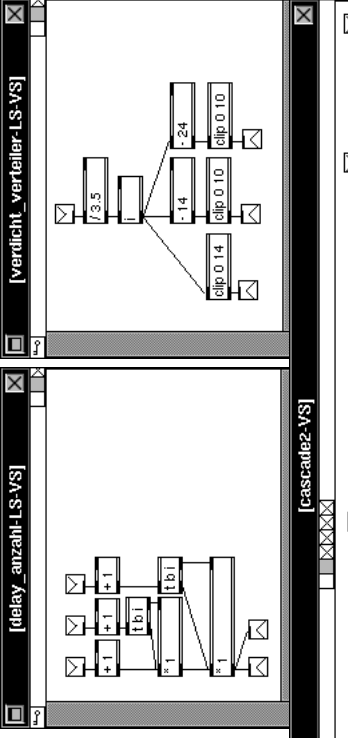 [delay_anzahl-LS-VS]
+ 1
+ 1
+ 1
t b i
t b i
* 1
* 1
[verdicht_verteiler-LS-VS]
/ 3.5
i
- 14
- 24
clip 0 14
clip 0 10
clip 0 10
[cascade2-VS]